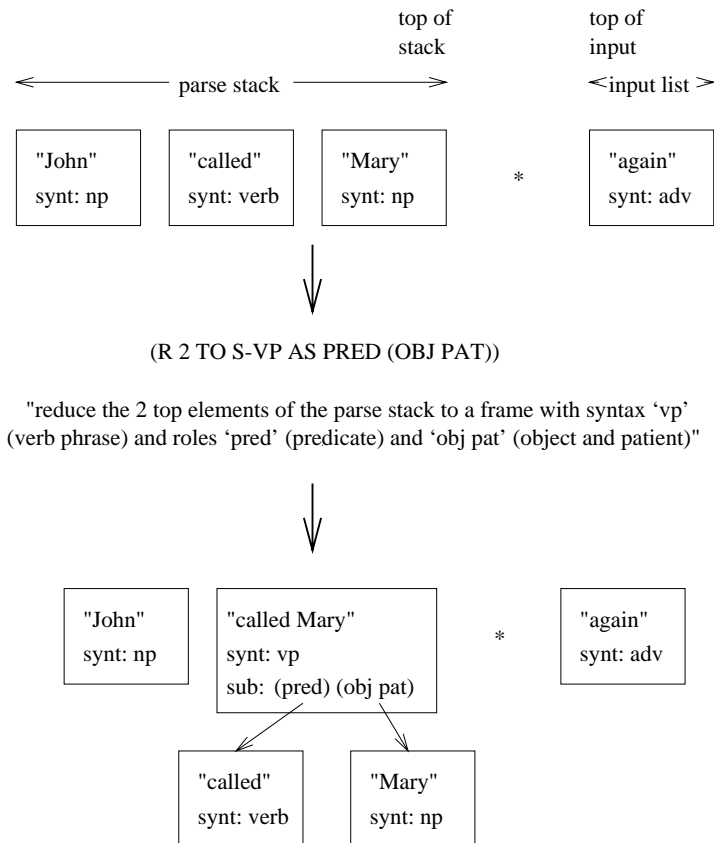 top of top of
stack input
parse stack input list
"John" "called" "Mary" "again"
synt: np synt: verb synt: np * synt: adv
(R 2 TO S-VP AS PRED (OBJ PAT))
"reduce the 2 top elements of the parse stack to a frame with syntax ‘vp’
(verb phrase) and roles ‘pred’ (predicate) and ‘obj pat’ (object and patient)"
"John" "called Mary" * "again"
synt: np synt: vp synt: adv
sub: (pred) (obj pat)
"called" "Mary"
synt: verb synt: np